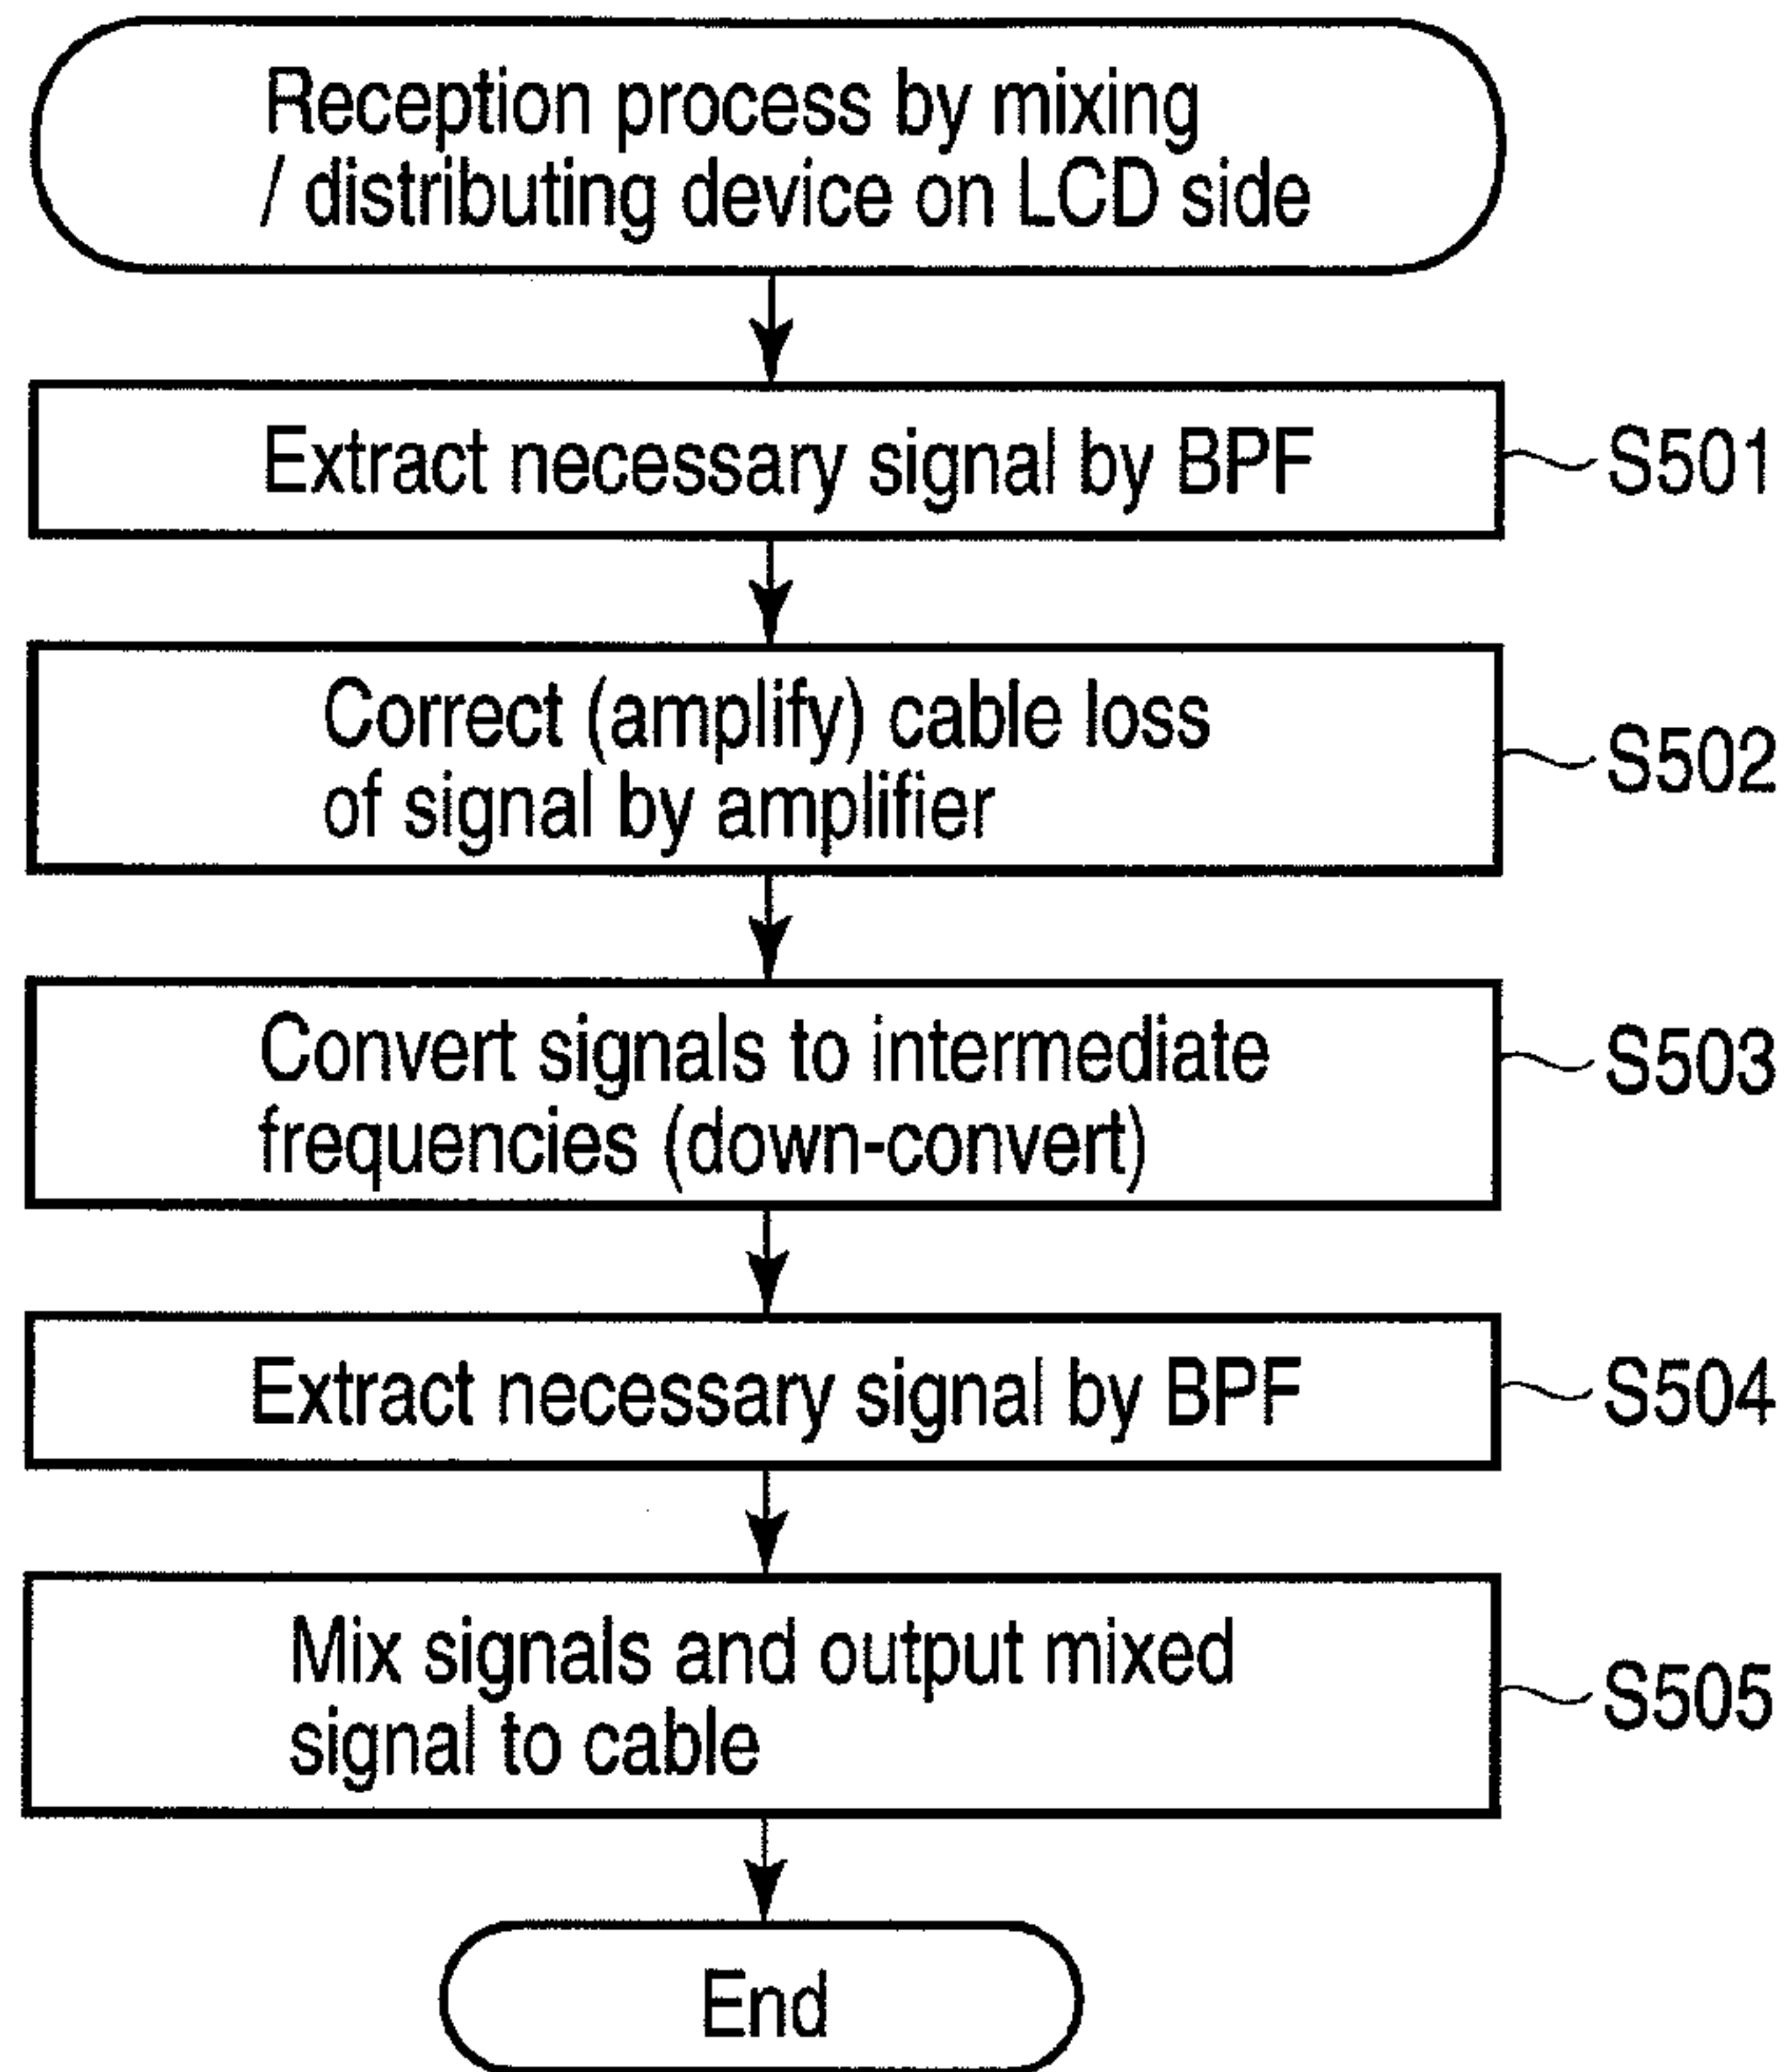 Reception process by mixing
/ distributing device on LCD side
Extract necessary signal by BPF
S501
Correct (amplify) cable loss
of signal by amplifier
S502
Convert signals to intermediate
frequencies (down-convert)
S503
Extract necessary signal by BPF
S504
Mix signals and output mixed
signal to cable
S505
End